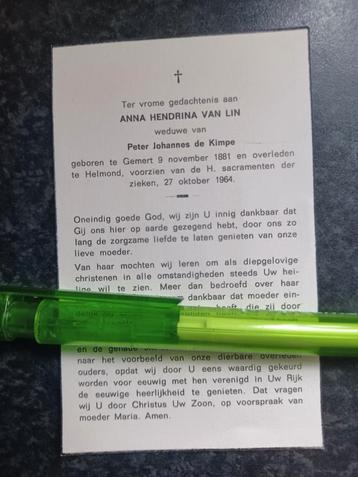 Ter vrome gedachtenis aan
ANNA HENDRINA VAN LIN
weduwe van
Peter Johannes de Kimpe
geboren te Gemert 9 november 1881 en overleden
te Helmond, voorzien van de H. sacramenten der
zieken, 27 oktober 1964.
Oneindig goede God, wij zijn U innig dankbaar dat
Gij ons hier op aarde gezegend hebt, door ons zo
lang de zorgzame liefde te laten genieten van onze
lieve moeder.
Van haar mochten wij leren om als diepgelovige
christenen in alle omstandigheden steeds Uw hei-
wil te zien. Meer dan bedroefd over haar
dankbaar dat moeder ein-
die zij door
en de genade
naar het voorbeeld van onze dierbare overleden
ouders, opdat wij door U eens waardig gekeurd
worden voor eeuwig met hen verenigd in Uw Rijk
de eeuwige heerlijkheid te genieten. Dat vragen
wij U door Christus Uw Zoon, op voorspraak van
moeder Maria. Amen.